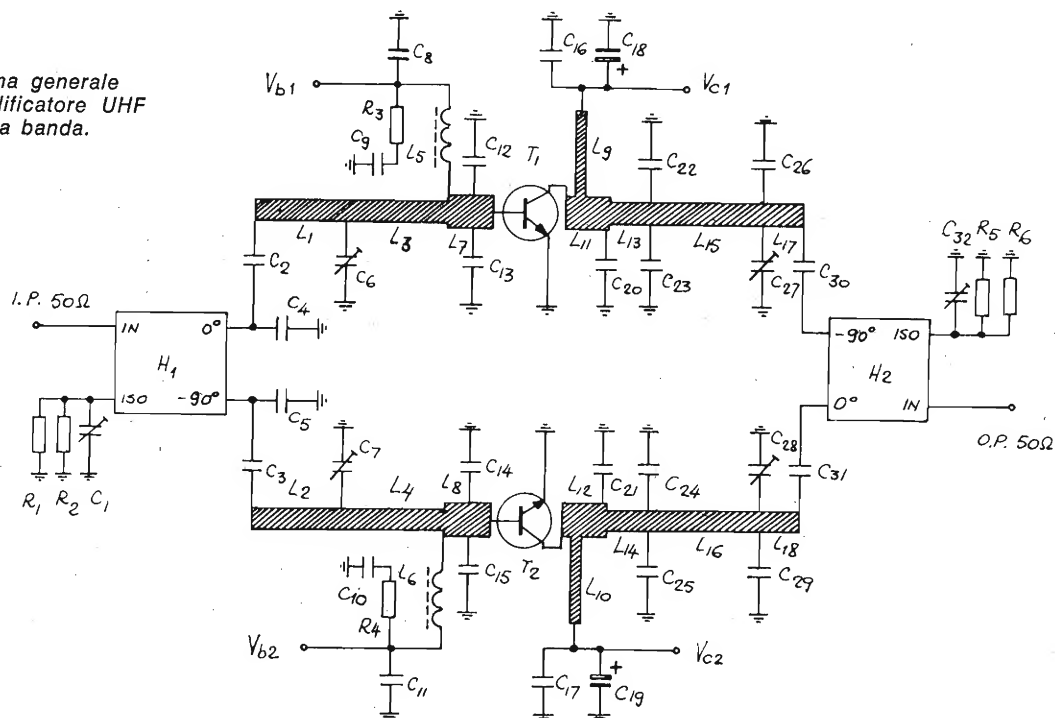 na generale
olificatore UHF
a banda.
C8
C16
C18
+
Vb1
Vc1
R3
C9
L5
C12
T1
L9
C22
C26
L1
L3
L7
L11
L13
L15
L17
C2
C6
C13
C20
C23
C27
C30
C32
R5
R6
I.P. 50Ω
C4
IN
0°
H1
ISO
-90°
C5
-90°
ISO
H2
0°
IN
O.P. 50Ω
R1
R2
C1
C3
C7
C14
C21
C24
C28
C31
L2
L4
L8
L12
T2
L14
L16
L18
C10
L6
R4
C15
L10
C25
C29
Vb2
Vc2
C11
C17
+
C19